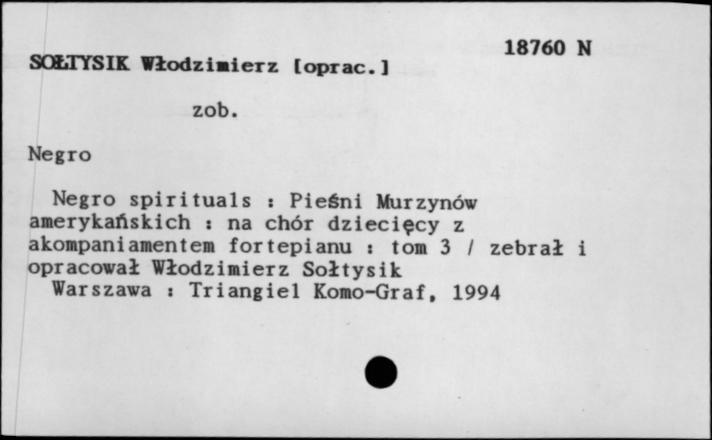 18760 N
SOŁTYSIK Włodzimierz [oprac.]
zob.
Negro
Negro spirituals : Pieśni Murzynów
amerykańskich : na chór dziecięcy z
akompaniamentem fortepianu : tom 3 / zebrał i
opracował Włodzimierz Sołtysik
Warszawa : Triangiel Komo-Graf, 1994